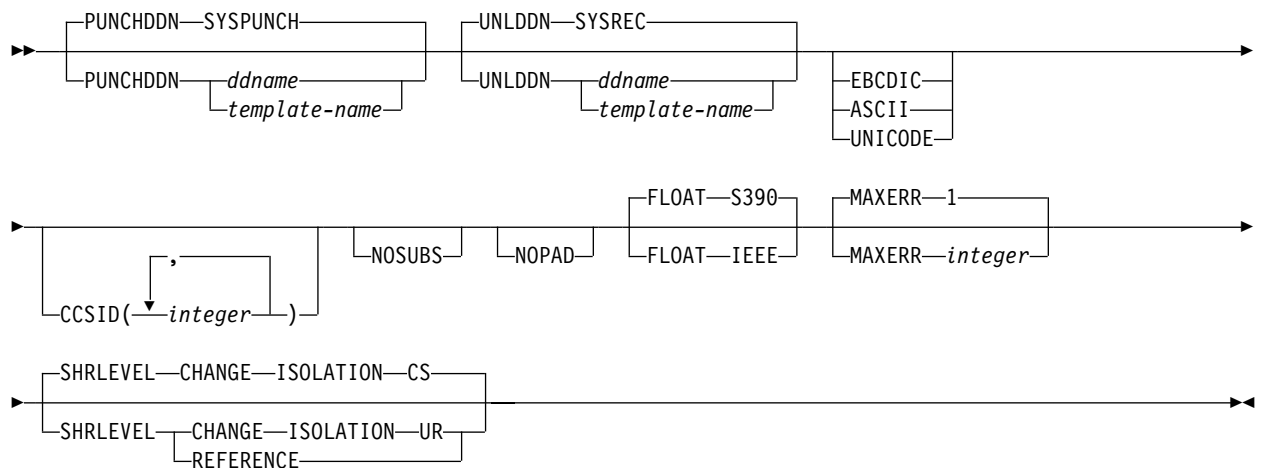 PUNCHDDN SYSPUNCH UNLDDN SYSREC
PUNCHDDN ddname UNLDDN ddname EBCDIC
template-name template-name ASCII
UNICODE
FLOAT S390 MAXERR 1
, NOSUBS NOPAD FLOAT IEEE MAXERR integer
CCSID( integer )
SHRLEVEL CHANGE ISOLATION CS
SHRLEVEL CHANGE ISOLATION UR
REFERENCE